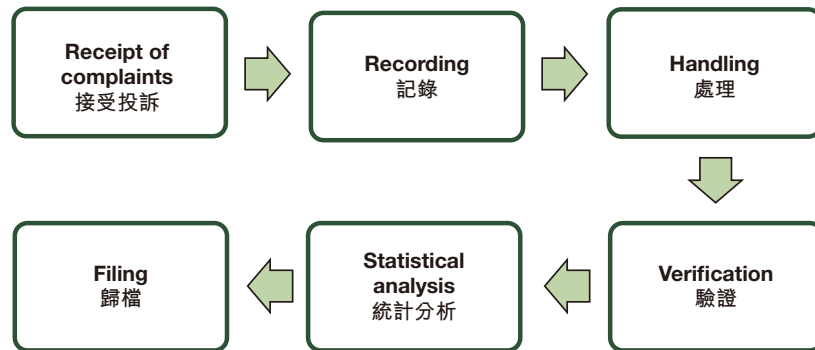 Receipt of
complaints
接受投訴
Recording
記錄
Handling
處理
Verification
驗證
Statistical
analysis
統計分析
Filing
歸檔